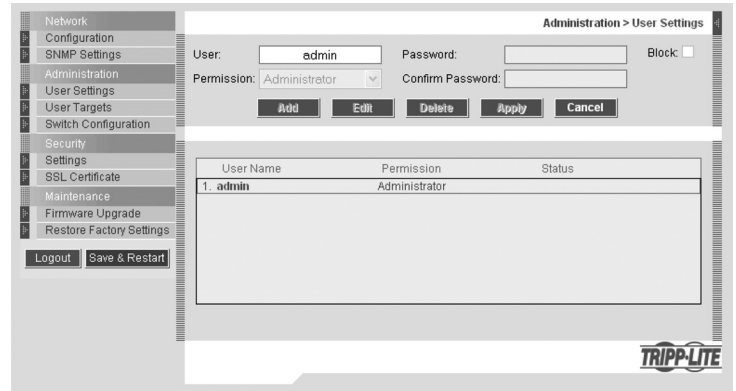 Network
Configuration
SNMP Settings
Administration
User Settings
User Targets
Switch Configuration
Security
Settings
SSL Certificate
Maintenance
Firmware Upgrade
Restore Factory Settings
Logout Save & Restart
Administration > User Settings
User: admin Password: Block:
Permission: Administrator Confirm Password:
Add Edit Delete Apply Cancel
User Name Permission Status
1. admin Administrator
TRIPP-LITE